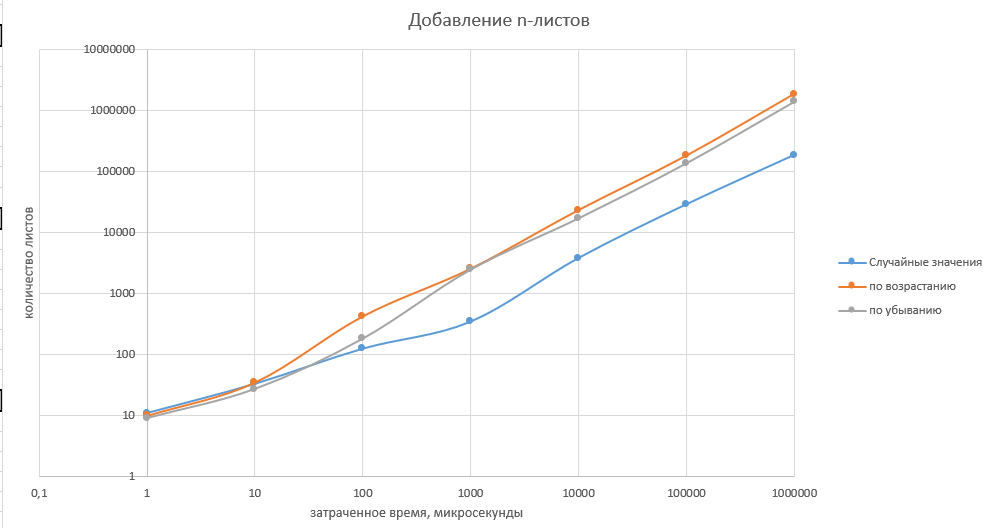 Добавление n-листов
10000000
1000000
100000
10000
1000
100
10
1
0,1
1
10
100
1000
10000
100000
1000000
количество листов
затраченное время, микросекунды
Случайные значения
по возрастанию
по убыванию